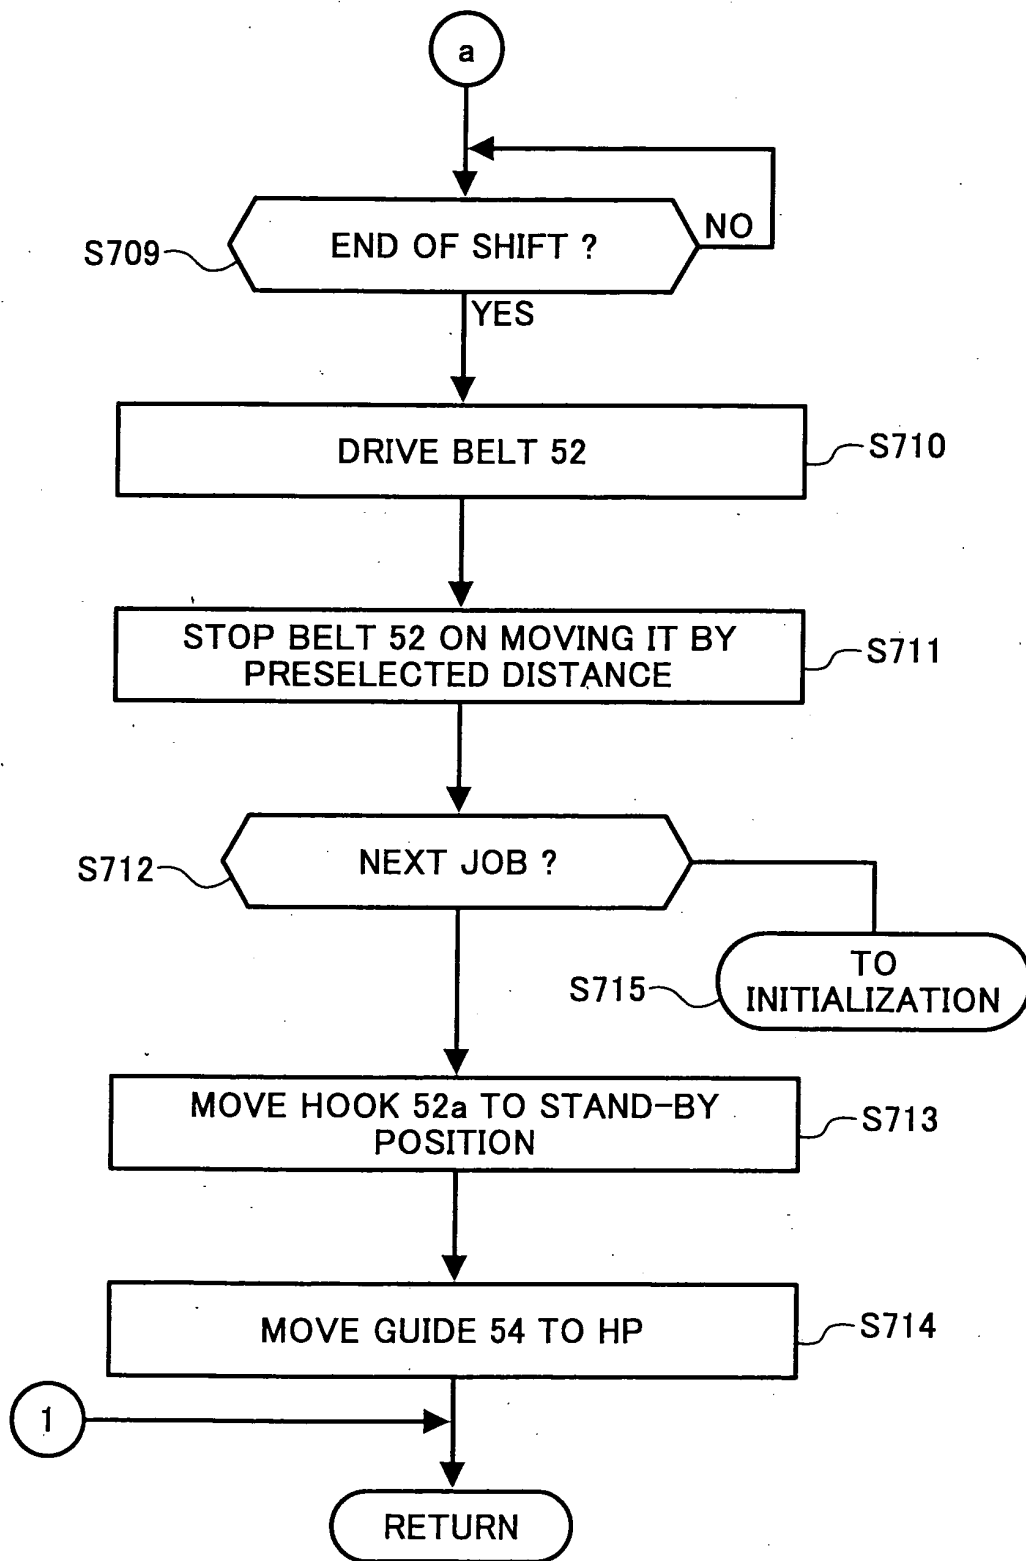 a
NO
S709
END OF SHIFT ?
YES
DRIVE BELT 52
S710
STOP BELT 52 ON MOVING IT BY
PRESELECTED DISTANCE
S711
S712
NEXT JOB ?
S715
TO
INITIALIZATION
MOVE HOOK 52a TO STAND-BY
POSITION
S713
MOVE GUIDE 54 TO HP
S714
1
RETURN